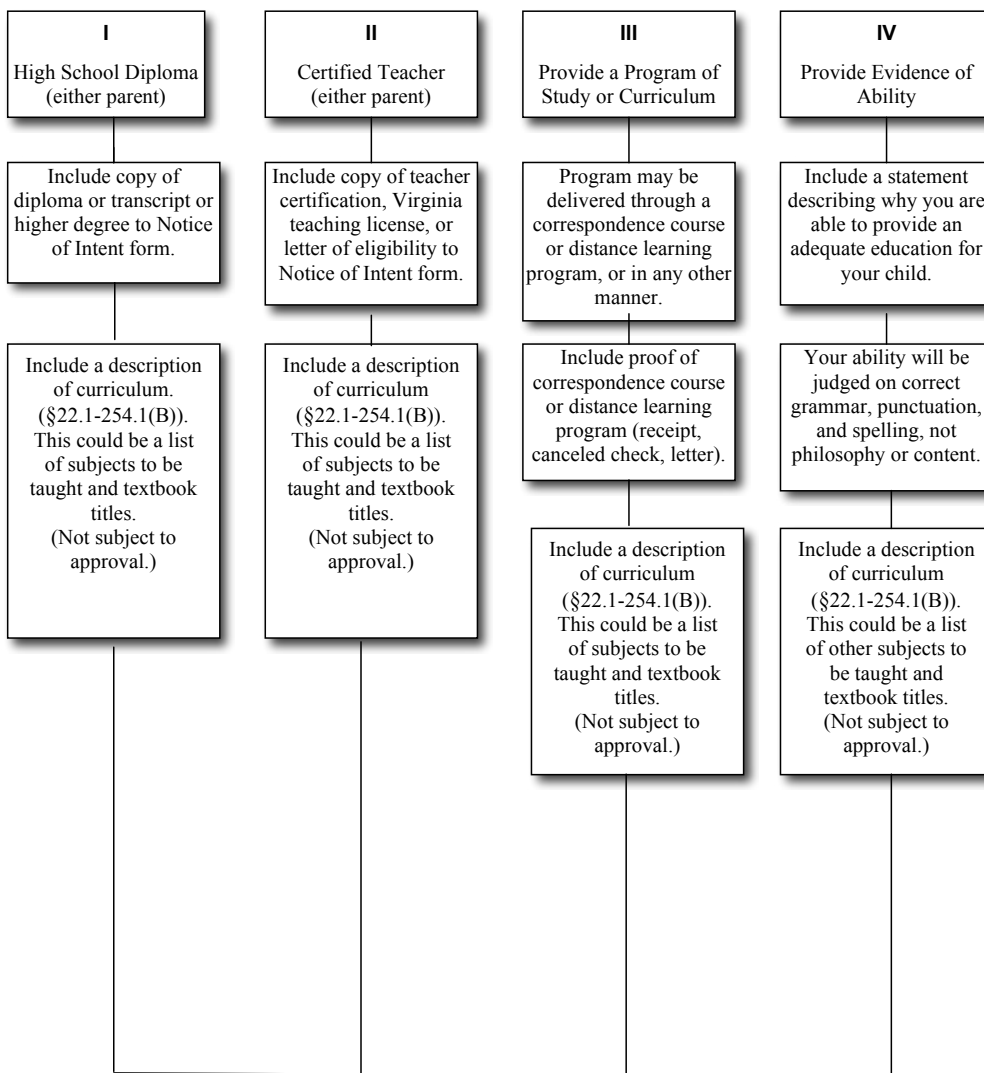 I
High School Diploma
(either parent)
Include copy of
diploma or transcript or
higher degree to Notice
of Intent form.
Include a description
of curriculum.
(§22.1-254.1(B)).
This could be a list
of subjects to be
taught and textbook
titles.
(Not subject to
approval.)
II
Certified Teacher
(either parent)
Include copy of teacher
certification, Virginia
teaching license, or
letter of eligibility to
Notice of Intent form.
Include a description
of curriculum
(§22.1-254.1(B)).
This could be a list
of subjects to be
taught and textbook
titles.
(Not subject to
approval.)
III
Provide a Program of
Study or Curriculum
Program may be
delivered through a
correspondence course
or distance learning
program, or in any other
manner.
Include proof of
correspondence course
or distance learning
program (receipt,
canceled check, letter).
Include a description
of curriculum
(§22.1-254.1(B)).
This could be a list
of subjects to be
taught and textbook
titles.
(Not subject to
approval.)
IV
Provide Evidence of
Ability
Include a statement
describing why you are
able to provide an
adequate education for
your child.
Your ability will be
judged on correct
grammar, punctuation,
and spelling, not
philosophy or content.
Include a description
of curriculum
(§22.1-254.1(B)).
This could be a list
of other subjects to
be taught and
textbook titles.
(Not subject to
approval.)